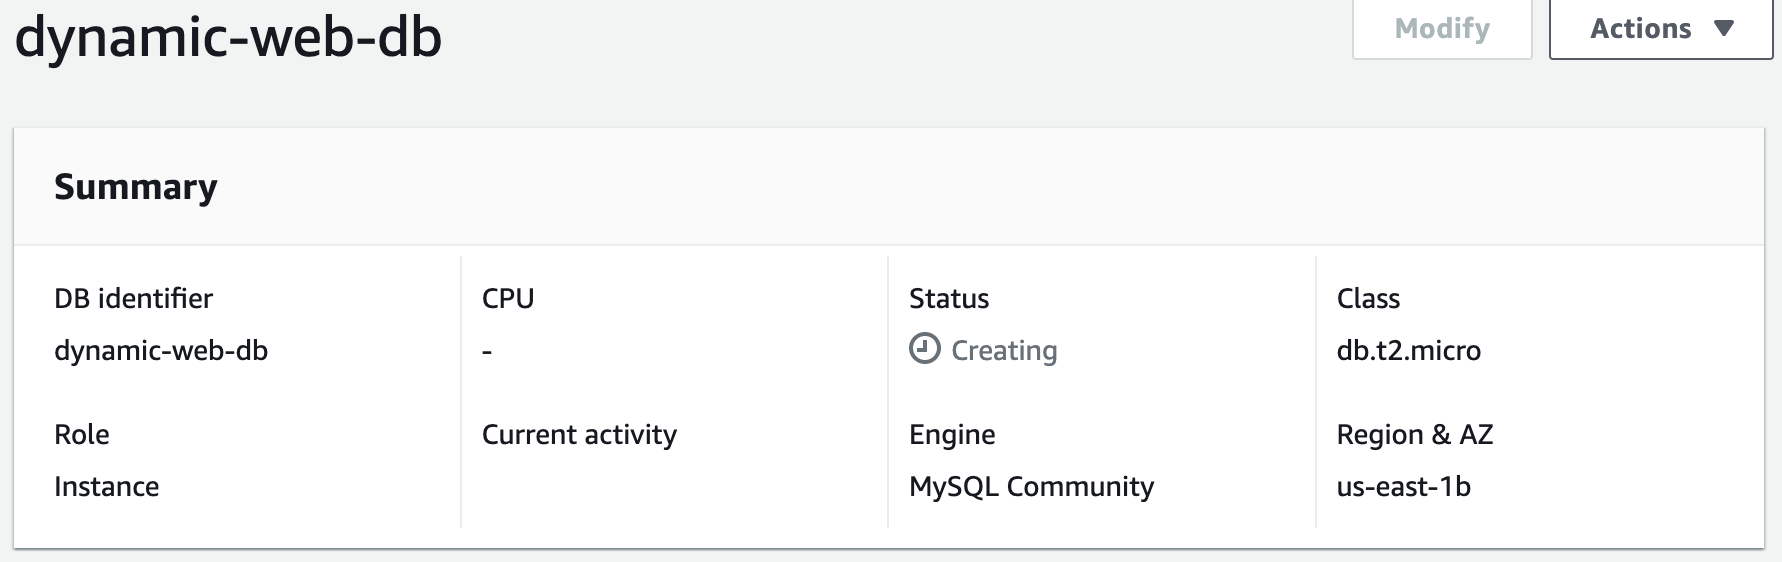 dynamic-web-db
Modify
Actions
Summary
DB identifier
dynamic-web-db
CPU
-
Status
Creating
Class
db.t2.micro
Role
Instance
Current activity
Engine
MySQL Community
Region & AZ
us-east-1b